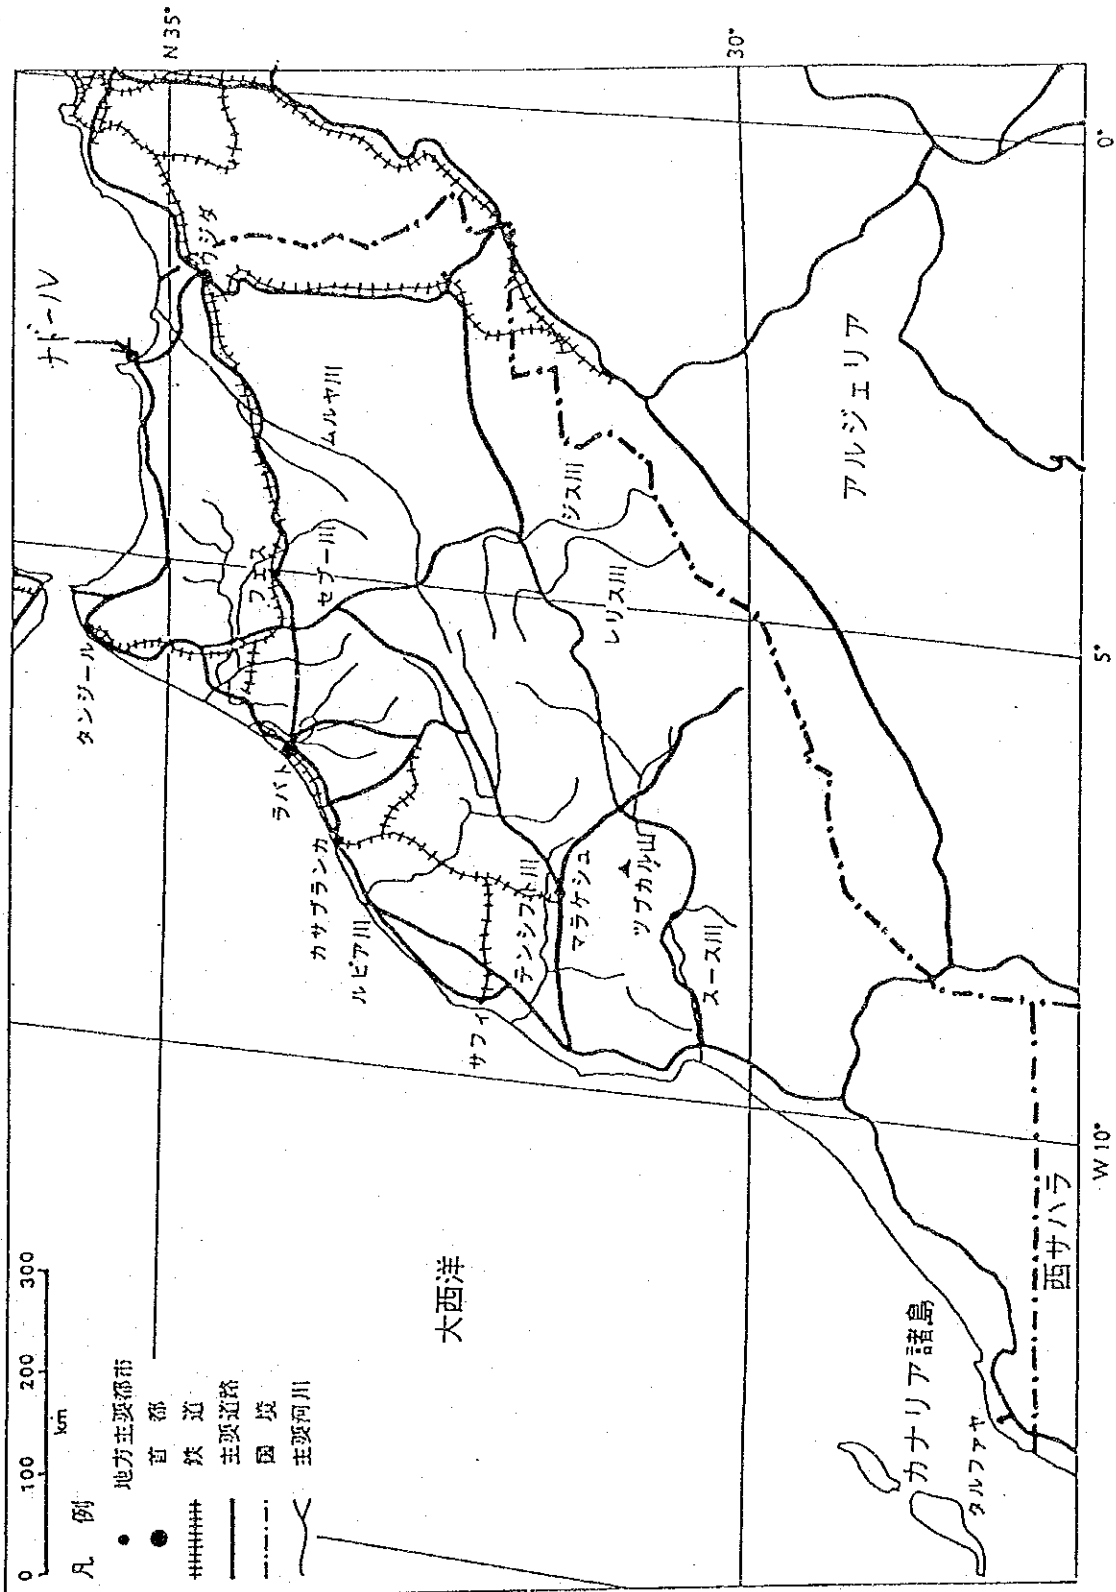 0 100 200 300
km
凡 例
地方主要都市
首 都
鉄 道
主要道路
国 境
主要河川
N 35°
30°
0°
5°
W 10°
ナドール
ウジダ
タンジール
フェス
セブー川
ムルヤ川
ラバト
カサブランカ
ルビア川
サフィ
テンシフト川
マラケシュ
ツブカル山
スース川
レリス川
ジス川
アルジェリア
大西洋
カナリア諸島
タルファヤ
西サハラ